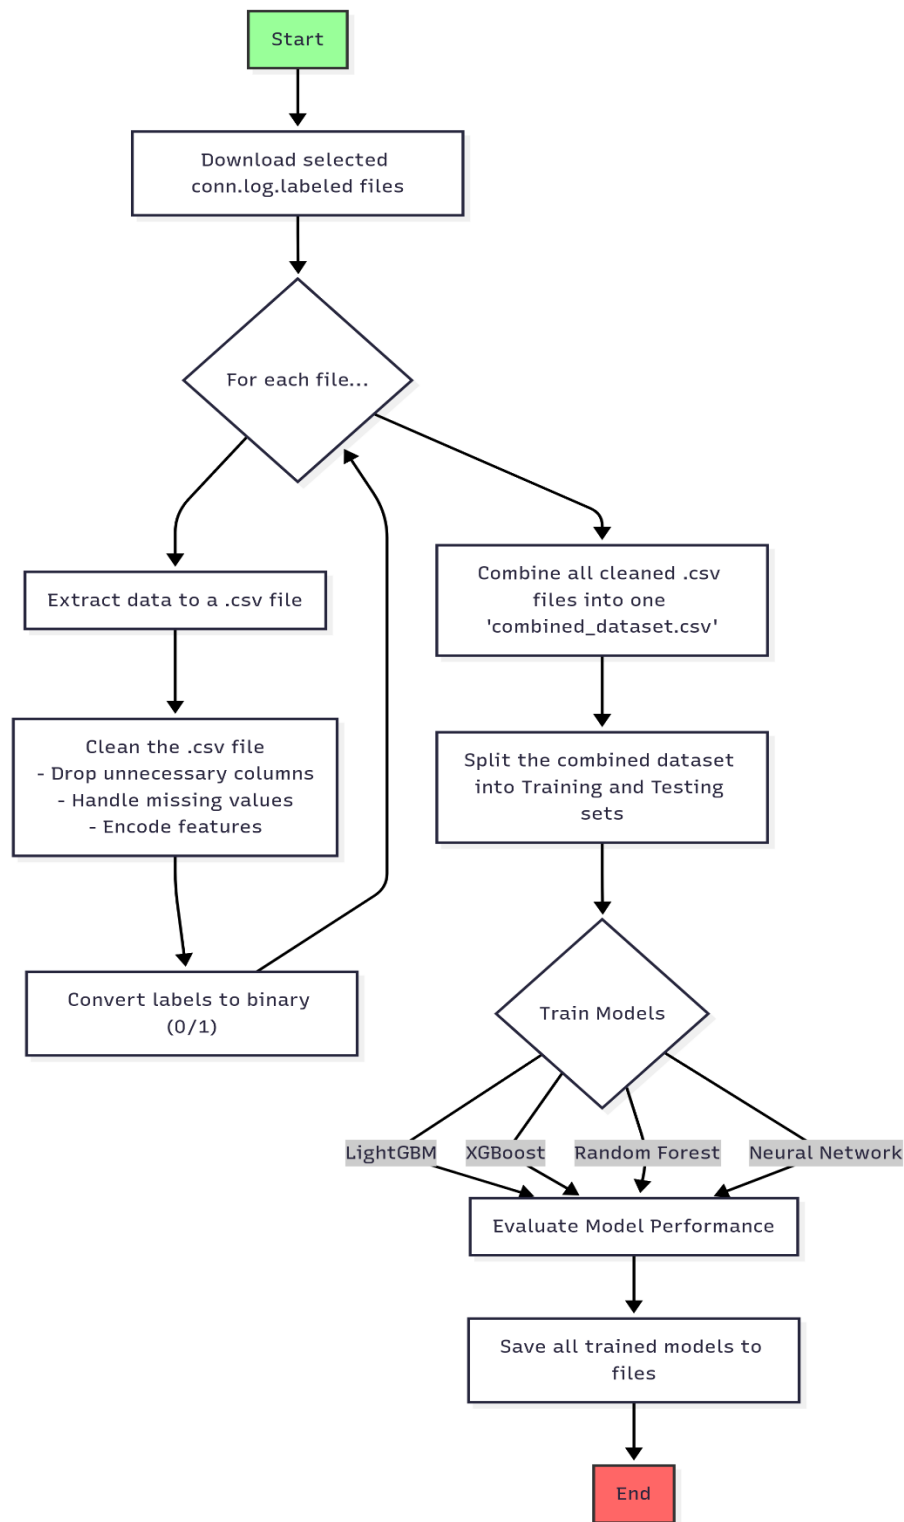 Start
Download selected
conn.log.labeled files
For each file...
Extract data to a .csv file
Clean the .csv file
- Drop unnecessary columns
- Handle missing values
- Encode features
Convert labels to binary
(0/1)
Combine all cleaned .csv
files into one
'combined_dataset.csv'
Split the combined dataset
into Training and Testing
sets
Train Models
LightGBM
XGBoost
Random Forest
Neural Network
Evaluate Model Performance
Save all trained models to
files
End